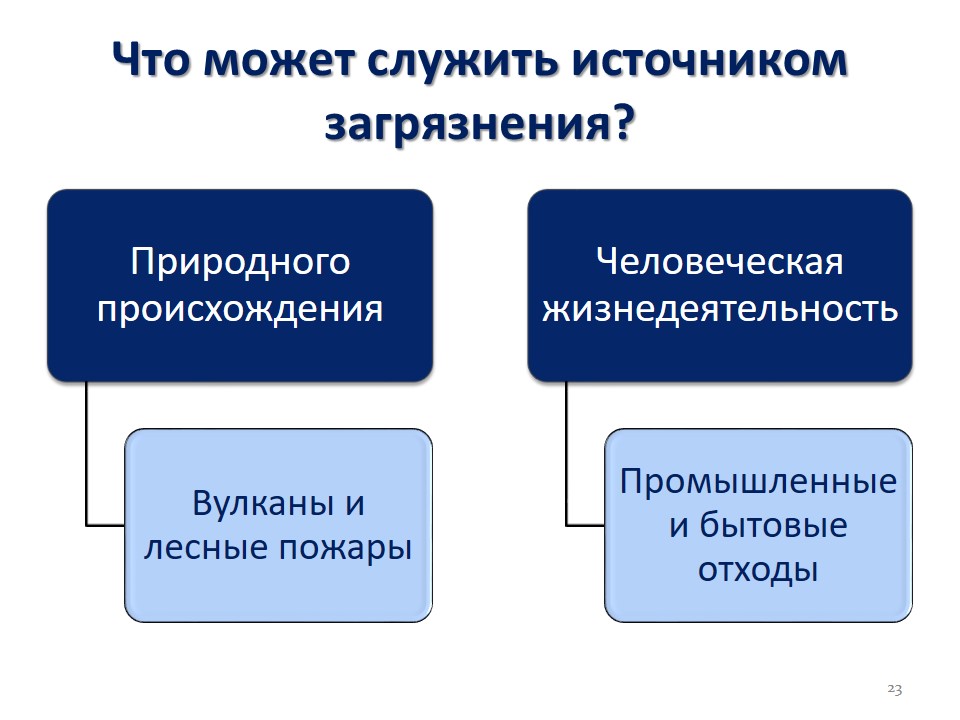 Что может служить источником
загрязнения?
Природного
происхождения
Вулканы и
лесные пожары
Человеческая
жизнедеятельность
Промышленные
и бытовые
отходы
23